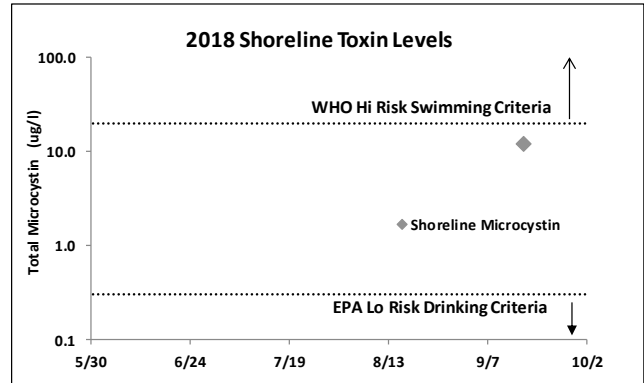 2018 Shoreline Toxin Levels
Total Microcystin (ug/l)
100.0
WHO Hi Risk Swimming Criteria
10.0
Shoreline Microcystin
1.0
EPA Lo Risk Drinking Criteria
0.1
5/30 6/24 7/19 8/13 9/7 10/2